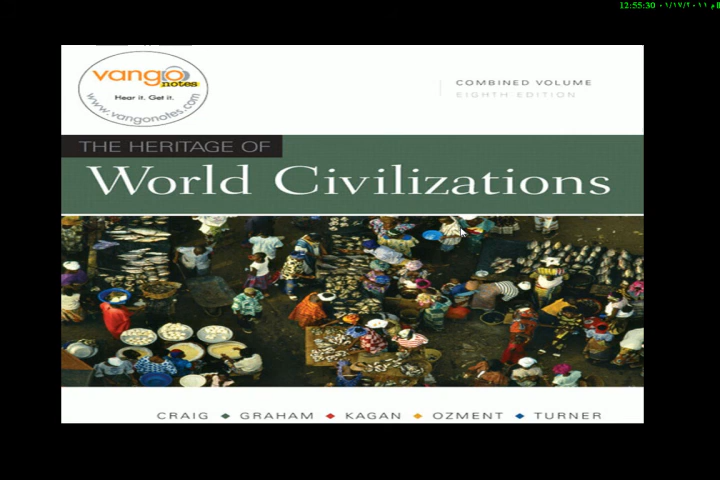 12:55:30
vango
notes
Hear it. Get it.
www.vangonotes.com
COMBINED VOLUME
EIGHTH EDITION
THE HERITAGE OF
World Civilizations
CRAIG ◆ GRAHAM ◆ KAGAN ◆ OZMENT ◆ TURNER